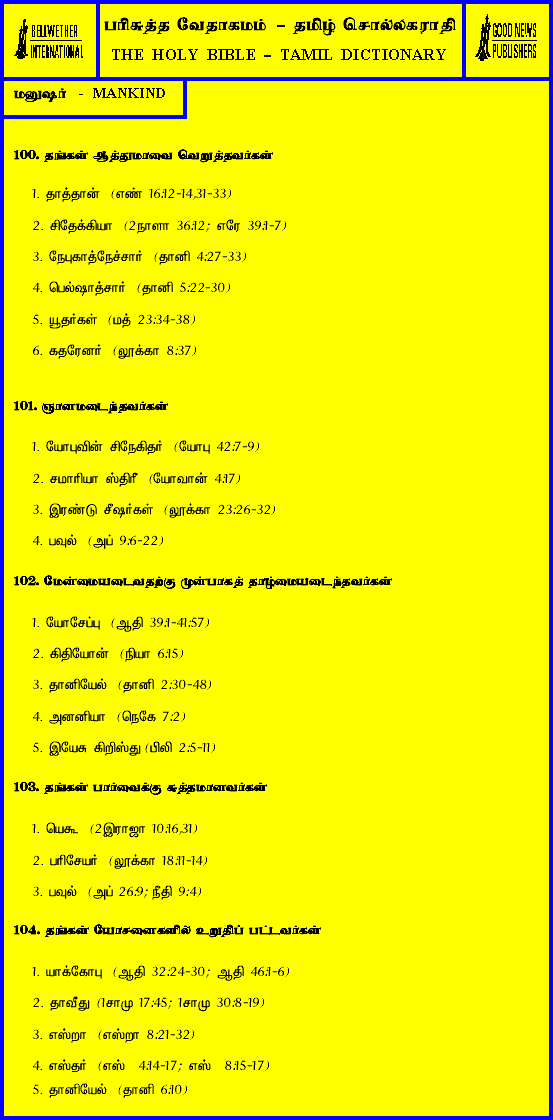 BELLWETHER
INTERNATIONAL
பரிசுத்த வேதாகமம் – தமிழ் சொல்லகராதி
THE HOLY BIBLE – TAMIL DICTIONARY
GOOD NEWS
PUBLISHERS
மனுஷர் - MANKIND
100. தங்கள் ஆத்துமாவை வெறுத்தவர்கள்
1. தாத்தான் (எண் 16:12-14,31-33)
2. சிதேக்கியா (2நாளா 36:12; எரே 39:1-7)
3. நேபுகாத்நேச்சார் (தானி 4:27-33)
4. பெல்ஷாத்சார் (தானி 5:22-30)
5. யூதர்கள் (மத் 23:34-38)
6. கதரேனர் (லூக்கா 8:37)
101. ஞானமடைந்தவர்கள்
1. யோபுவின் சிநேகிதர் (யோபு 42:7-9)
2. சமாரியா ஸ்திரீ (யோவான் 4:17)
3. இரண்டு சீஷர்கள் (லூக்கா 23:26-32)
4. பவுல் (அப் 9:6-22)
102. மேன்மையடைவதற்கு முன்பாகத் தாழ்மையடைந்தவர்கள்
1. யோசேப்பு (ஆதி 39:1-41:57)
2. கிதியோன் (நியா 6:15)
3. தானியேல் (தானி 2:30-48)
4. அனனியா (நெகே 7:2)
5. இயேசு கிறிஸ்து (பிலி 2:5-11)
103. தங்கள் பார்வைக்கு சுத்தமானவர்கள்
1. யெகூ (2இராஜா 10:16,31)
2. பரிசேயர் (லூக்கா 18:11-14)
3. பவுல் (அப் 26:9; நீதி 9:4)
104. தங்கள் யோசனைகளில் உறுதிப் பட்டவர்கள்
1. யாக்கோபு (ஆதி 32:24-30; ஆதி 46:1-6)
2. தாவீது (1சாமு 17:45; 1சாமு 30:8-19)
3. எஸ்றா (எஸ்றா 8:21-32)
4. எஸ்தர் (எஸ் 4:14-17; எஸ் 8:15-17)
5. தானியேல் (தானி 6:10)